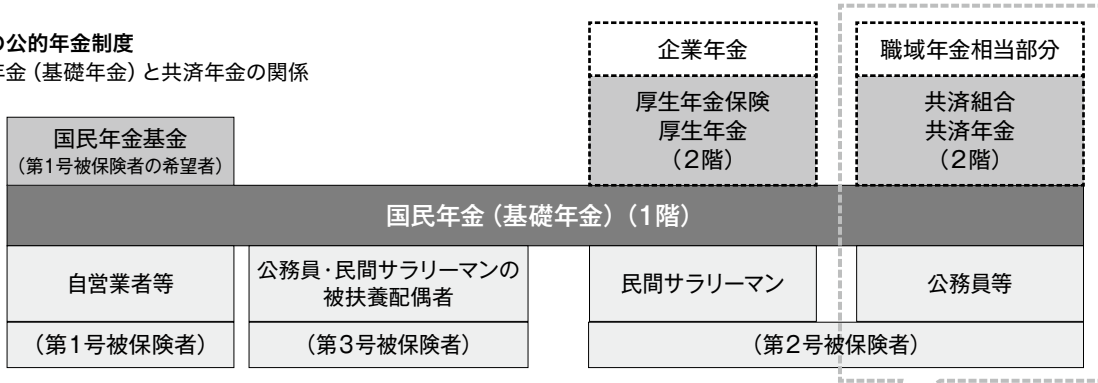 の公的年金制度
年金（基礎年金）と共済年金の関係
企業年金
職域年金相当部分
国民年金基金
（第1号被保険者の希望者）
厚生年金保険
厚生年金
（2階）
共済組合
共済年金
（2階）
国民年金（基礎年金）（1階）
自営業者等
公務員・民間サラリーマンの
被扶養配偶者
民間サラリーマン
公務員等
（第1号被保険者）
（第3号被保険者）
（第2号被保険者）